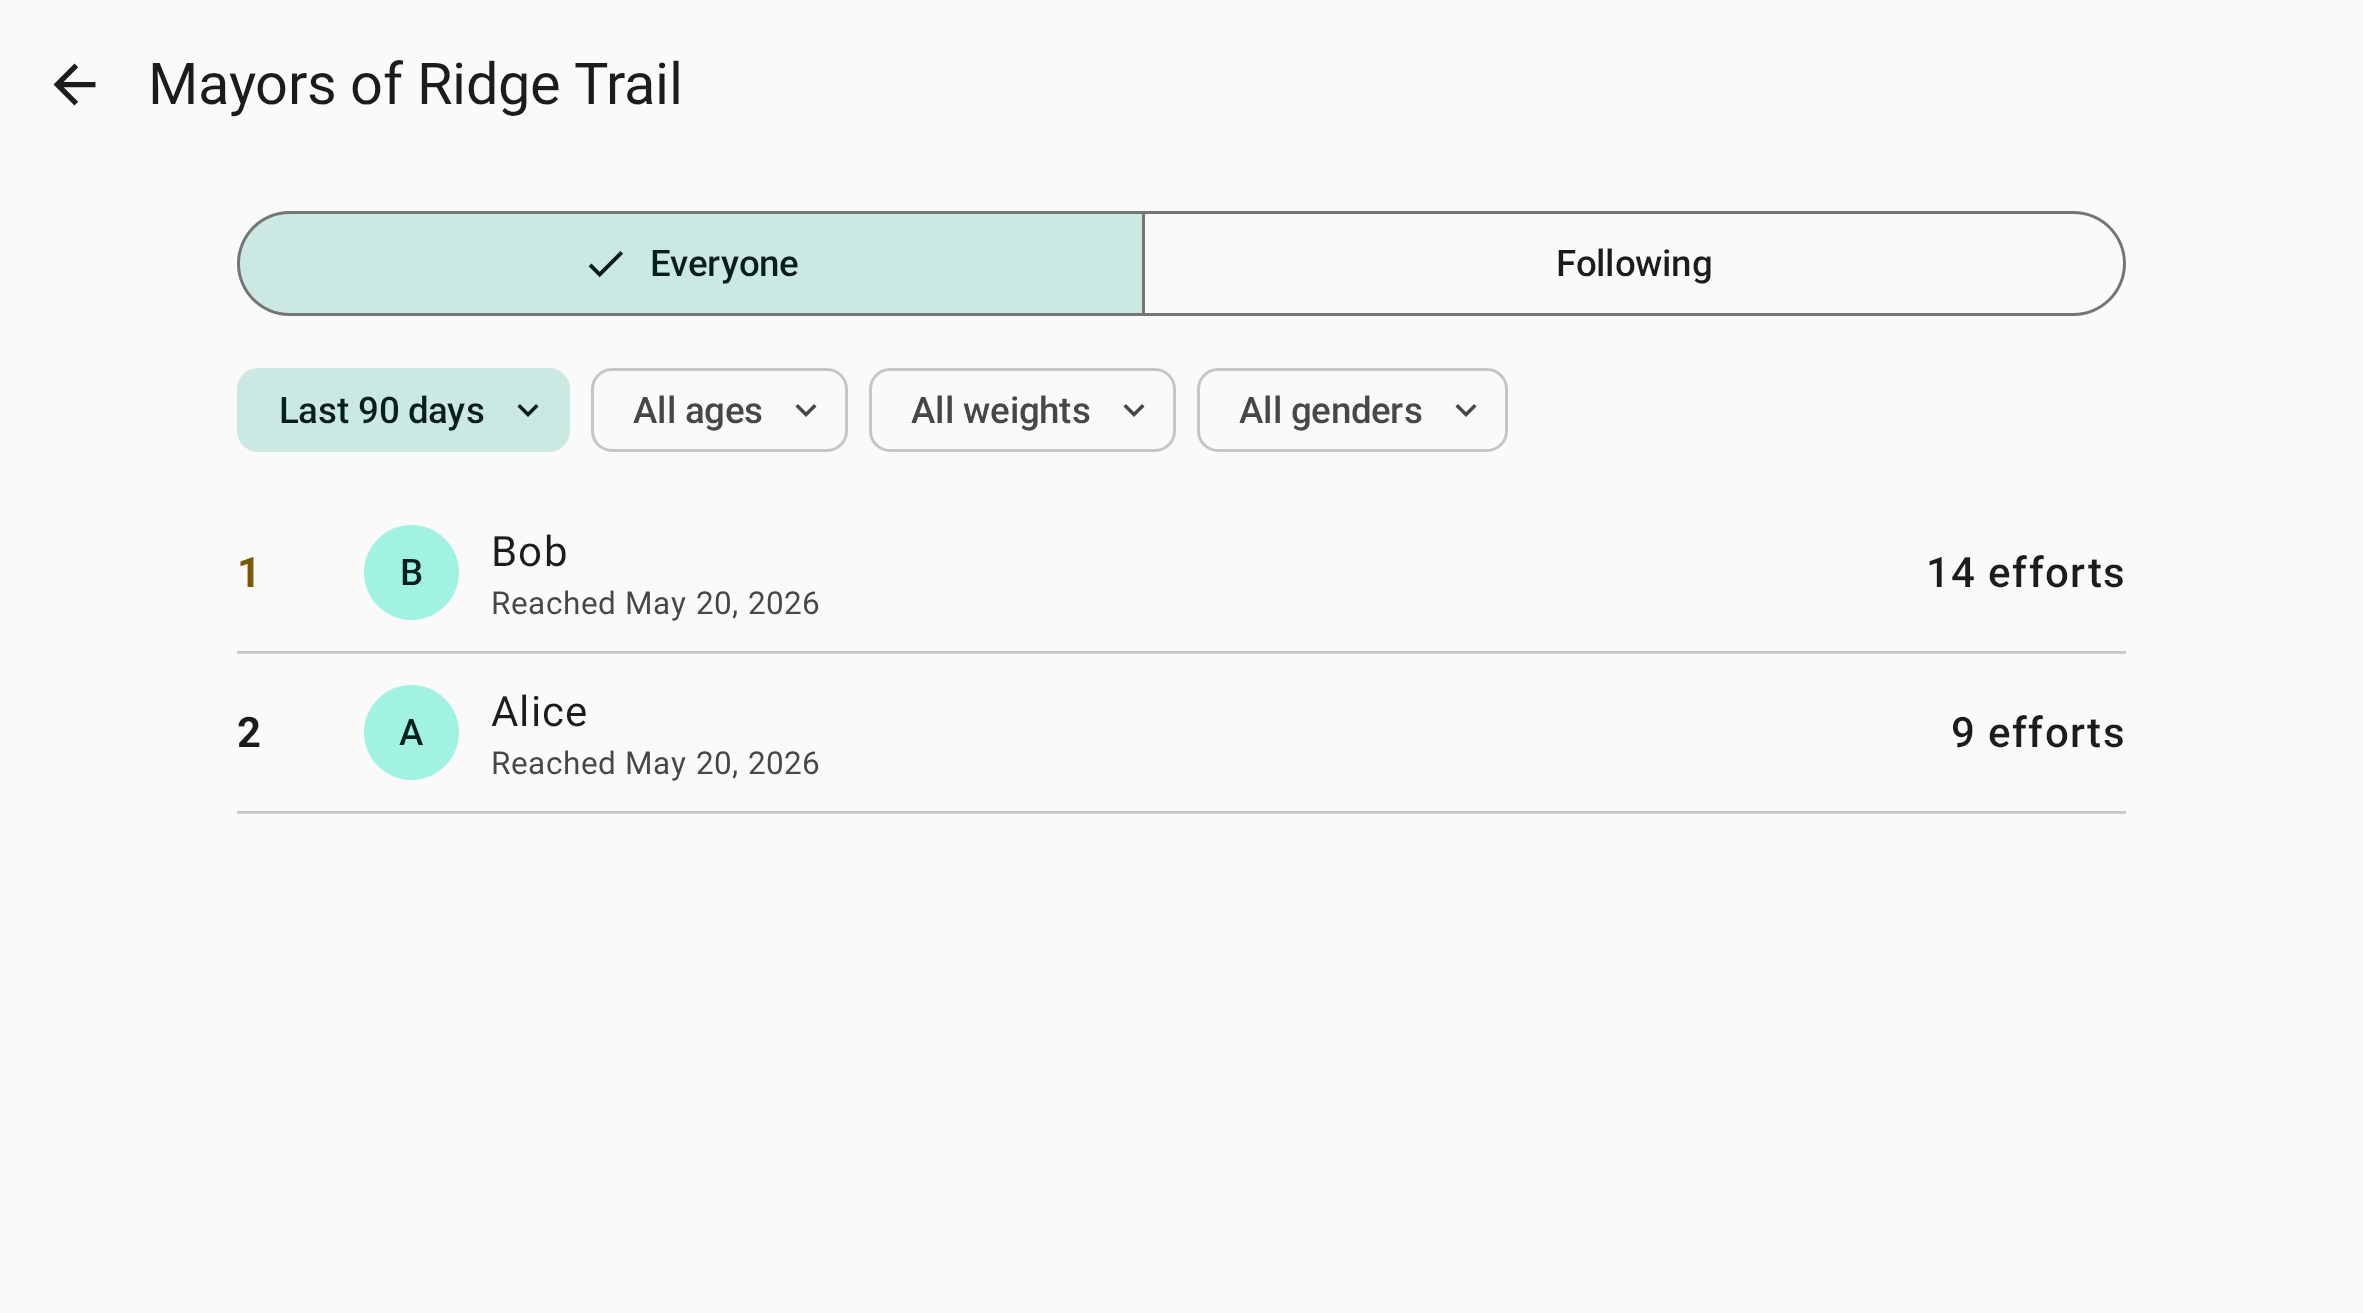 Mayors of Ridge Trail
Everyone Following
Last 90 days All ages All weights All genders
1 B Bob 14 efforts
Reached May 20, 2026
2 A Alice 9 efforts
Reached May 20, 2026